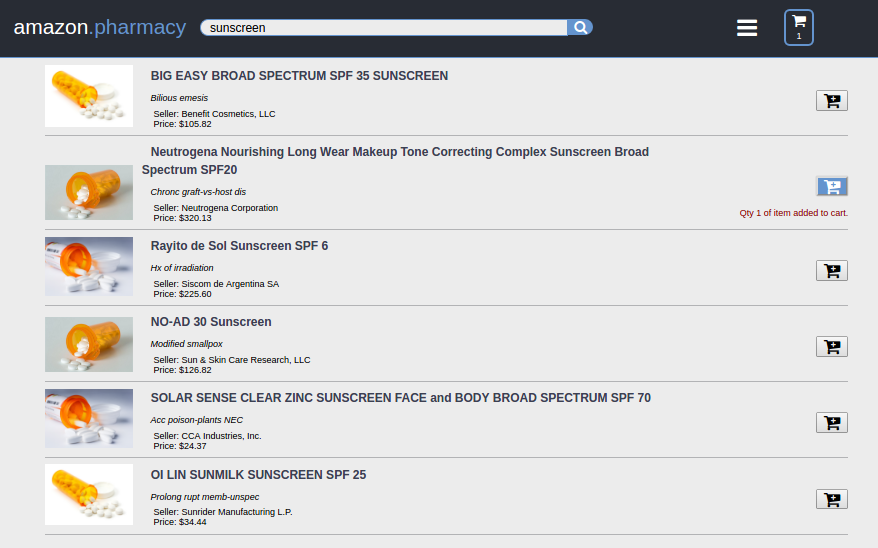 amazon.pharmacy
sunscreen
1
BIG EASY BROAD SPECTRUM SPF 35 SUNSCREEN
Bilious emesis
Seller: Benefit Cosmetics, LLC
Price: $105.82
Neutrogena Nourishing Long Wear Makeup Tone Correcting Complex Sunscreen Broad
Spectrum SPF20
Chronc graft-vs-host dis
Seller: Neutrogena Corporation
Price: $320.13
Qty 1 of item added to cart.
Rayito de Sol Sunscreen SPF 6
Hx of irradiation
Seller: Siscom de Argentina SA
Price: $225.60
NO-AD 30 Sunscreen
Modified smallpox
Seller: Sun & Skin Care Research, LLC
Price: $126.82
SOLAR SENSE CLEAR ZINC SUNSCREEN FACE and BODY BROAD SPECTRUM SPF 70
Acc poison-plants NEC
Seller: CCA Industries, Inc.
Price: $24.37
OI LIN SUNMILK SUNSCREEN SPF 25
Prolong rupt memb-unspec
Seller: Sunrider Manufacturing L.P.
Price: $34.44